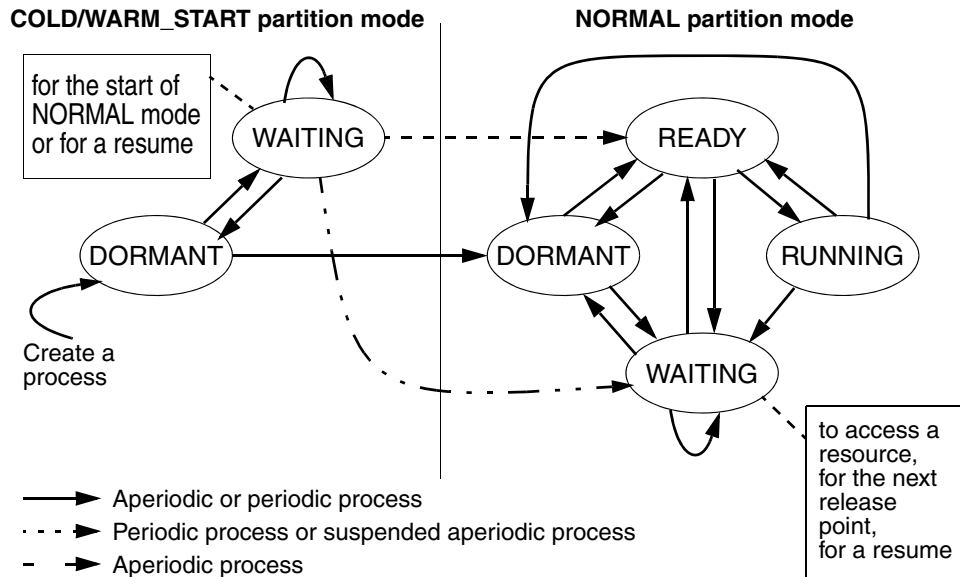 COLD/WARM_START partition mode
NORMAL partition mode
for the start of
NORMAL mode
or for a resume
WAITING
READY
DORMANT
DORMANT
RUNNING
Create a
process
WAITING
to access a
resource,
for the next
release
point,
for a resume
Aperiodic or periodic process
Periodic process or suspended aperiodic process
Aperiodic process